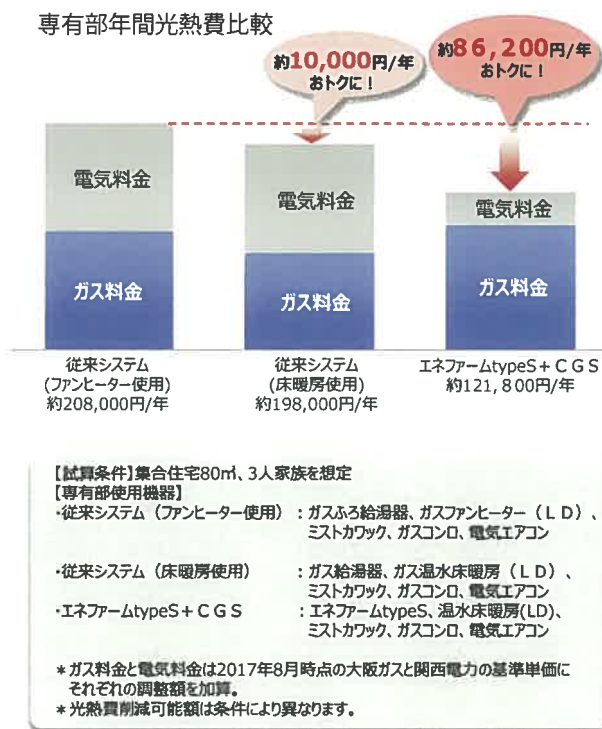 専有部年間光熱費比較
約10,000円/年
おトクに！
約86,200円/年
おトクに！
電気料金
ガス料金
電気料金
ガス料金
電気料金
ガス料金
従来システム
(ファンヒーター使用)
約208,000円/年
従来システム
(床暖房使用)
約198,000円/年
エネファームtypeS＋ＣＧＳ
約121,800円/年
【試算条件】集合住宅80㎡、3人家族を想定
【専有部使用機器】
・従来システム（ファンヒーター使用）：ガスふろ給湯器、ガスファンヒーター（ＬＤ）、
ミストカワック、ガスコンロ、電気エアコン
・従来システム（床暖房使用）：ガス給湯器、ガス温水床暖房（ＬＤ）、
ミストカワック、ガスコンロ、電気エアコン
・エネファームtypeS＋ＣＧＳ：エネファームtypeS、温水床暖房(LD)、
ミストカワック、ガスコンロ、電気エアコン
＊ガス料金と電気料金は2017年8月時点の大阪ガスと関西電力の基準単価に
それぞれの調整額を加算。
＊光熱費削減可能額は条件により異なります。